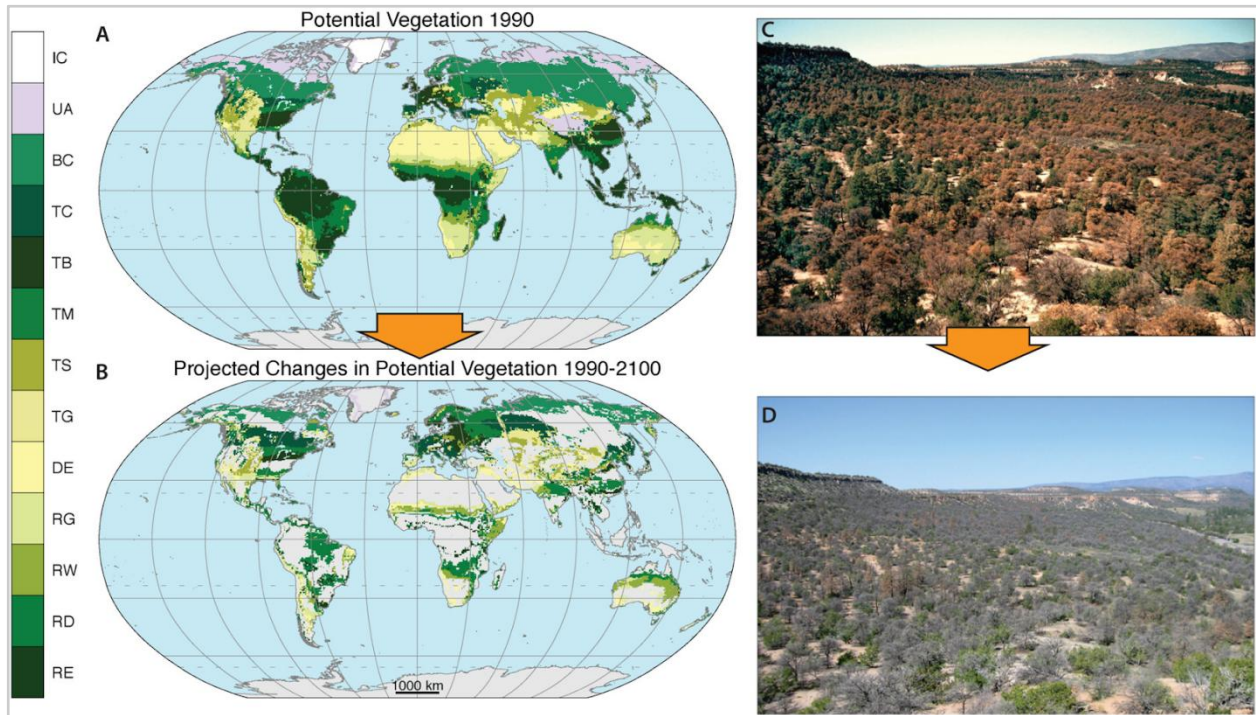 Potential Vegetation 1990
A
C
IC
UA
BC
TC
TB
TM
TS
TG
DE
RG
RW
RD
RE
B
Projected Changes in Potential Vegetation 1990-2100
D
1000 km